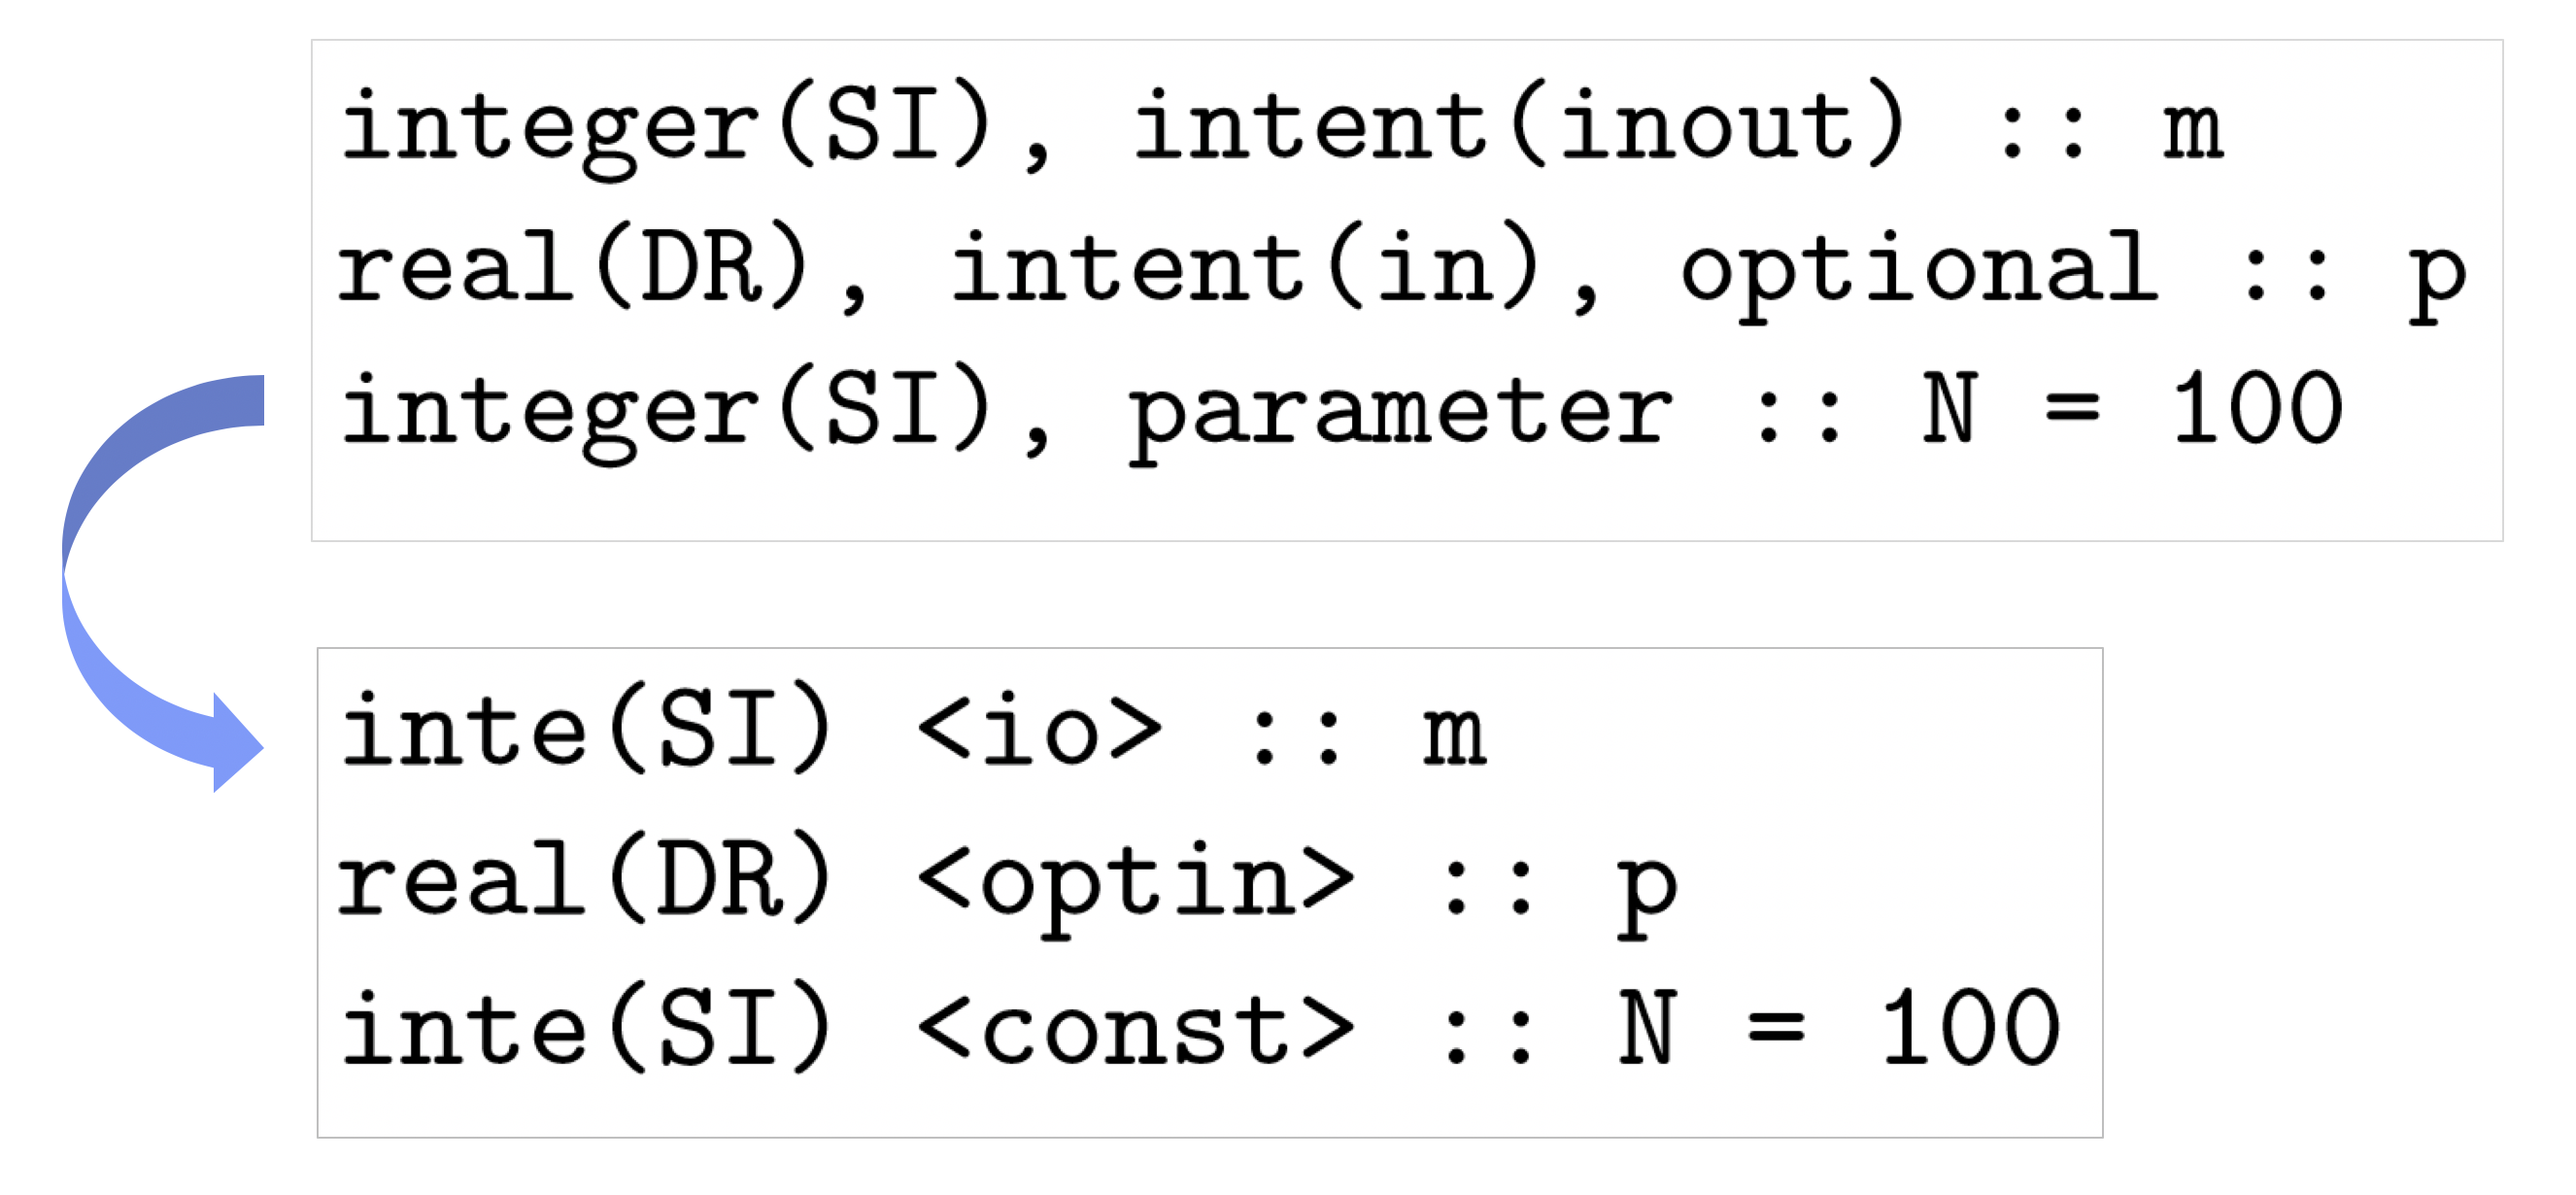 integer(SI), intent(inout) :: m
real(DR), intent(in), optional :: p
integer(SI), parameter :: N = 100
inte(SI) <io> :: m
real(DR) <optin> :: p
inte(SI) <const> :: N = 100